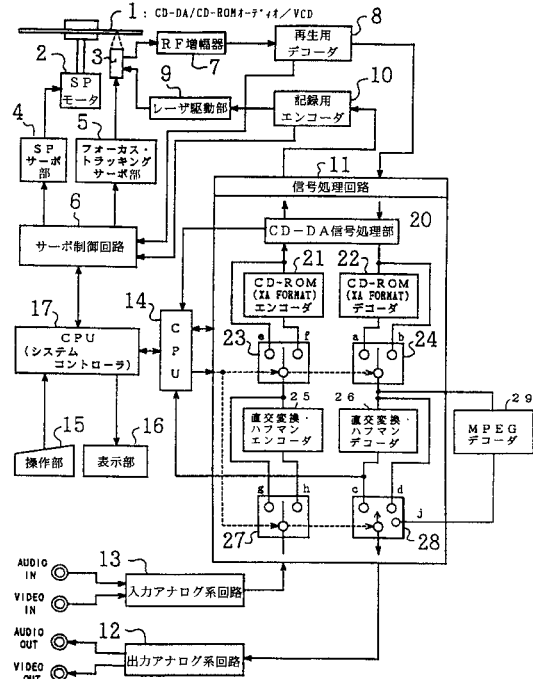 1 : CD-DA/CD-ROMオーディオ/VCD
2
SP
モータ
3
RF増幅器
7
再生用
デコーダ
8
9
レーザ駆動部
記録用
エンコーダ
10
4
SP
サーボ
部
5
フォーカス・
トラッキング
サーボ部
11
信号処理回路
6
サーボ制御回路
20
CD-DA信号処理部
21
CD-ROM
(XA FORMAT)
エンコーダ
22
CD-ROM
(XA FORMAT)
デコーダ
17
CPU
(システム
コントローラ)
14
CPU
23
e
f
a
b
24
25
直交変換・
ハフマン
エンコーダ
26
直交変換・
ハフマン
デコーダ
29
MPEG
デコーダ
15
操作部
16
表示部
g
h
27
c
d
j
28
AUDIO
IN
VIDEO
IN
13
入力アナログ系回路
AUDIO
OUT
VIDEO
OUT
12
出力アナログ系回路